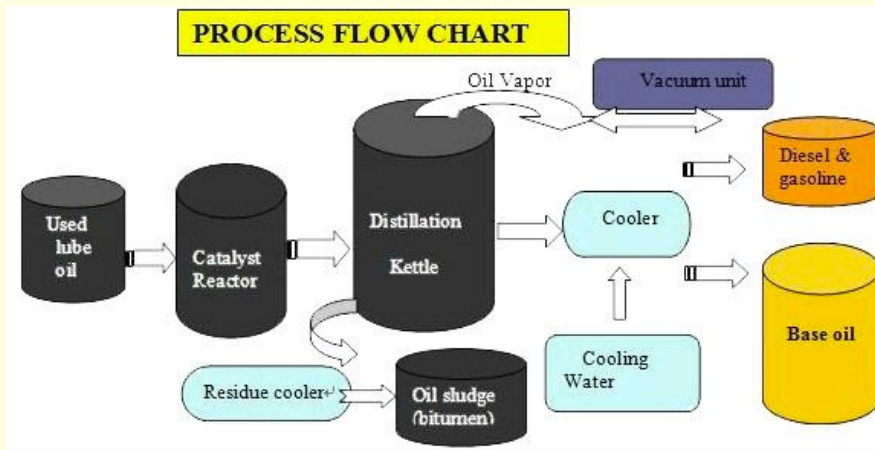 PROCESS FLOW CHART
Oil Vapor
Vacuum unit
Diesel &
gasoline
Used
lube
oil
Catalyst
Reactor
Distillation
Kettle
Cooler
Base oil
Cooling
Water
Residue cooler↵
Oil sludge
(bitumen)